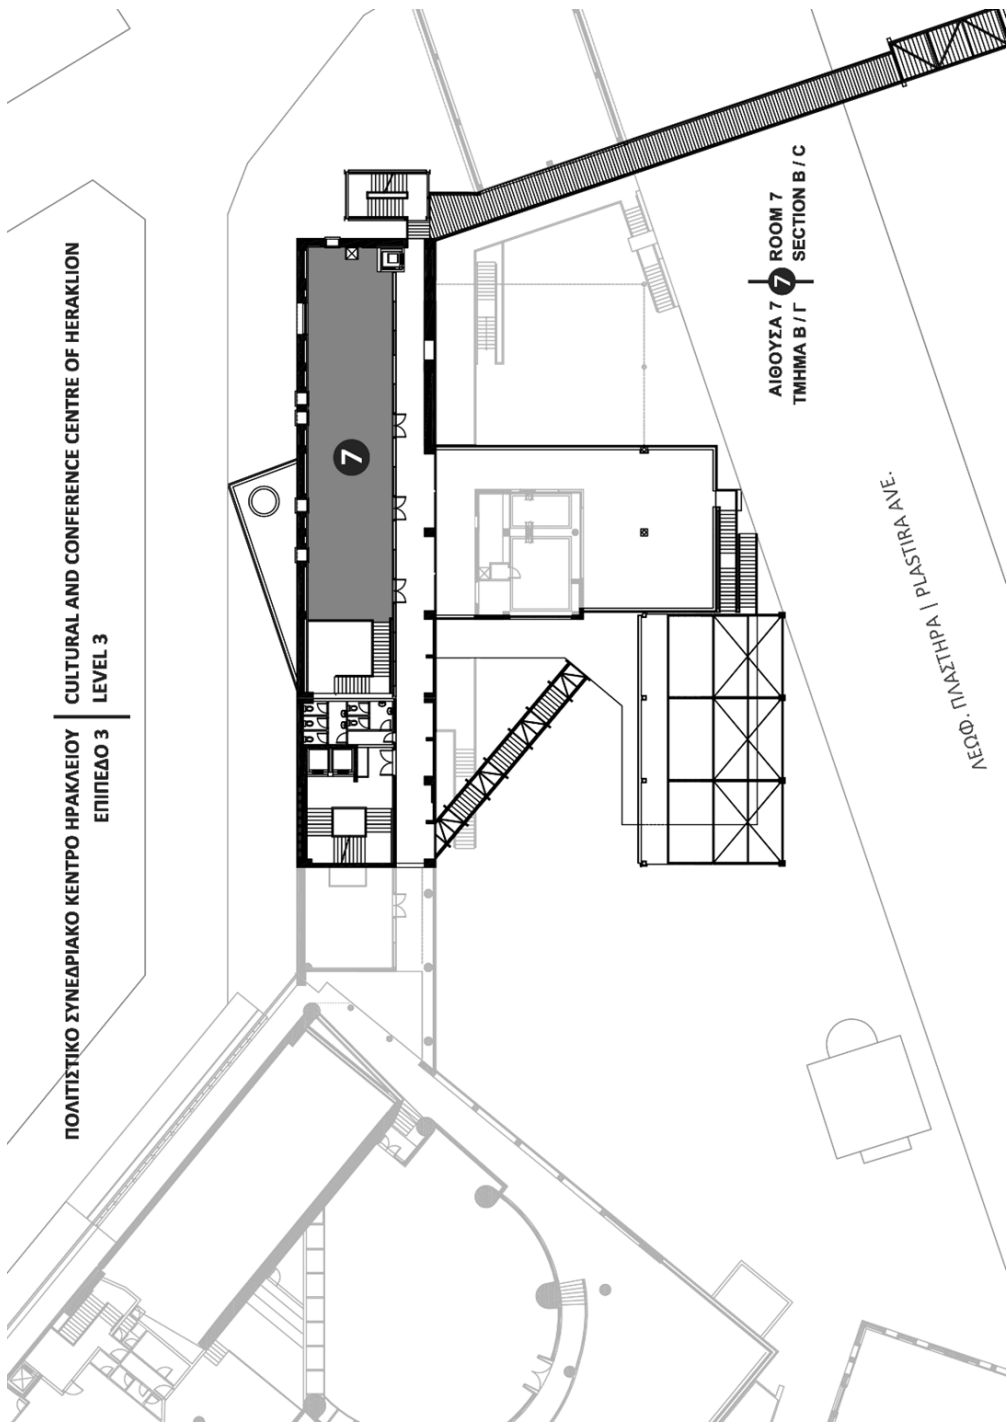 ΠΟΛΙΤΙΣΤΙΚΟ ΣΥΝΕΔΡΙΑΚΟ ΚΕΝΤΡΟ ΗΡΑΚΛΕΙΟΥ
ΕΠΙΠΕΔΟ 3
CULTURAL AND CONFERENCE CENTRE OF HERAKLION
LEVEL 3
7
ΑΙΘΟΥΣΑ 7
ΤΜΗΜΑ Β / Γ
7
ROOM 7
SECTION B / C
ΛΕΩΦ. ΠΛΑΣΤΗΡΑ | PLASTIRA AVE.